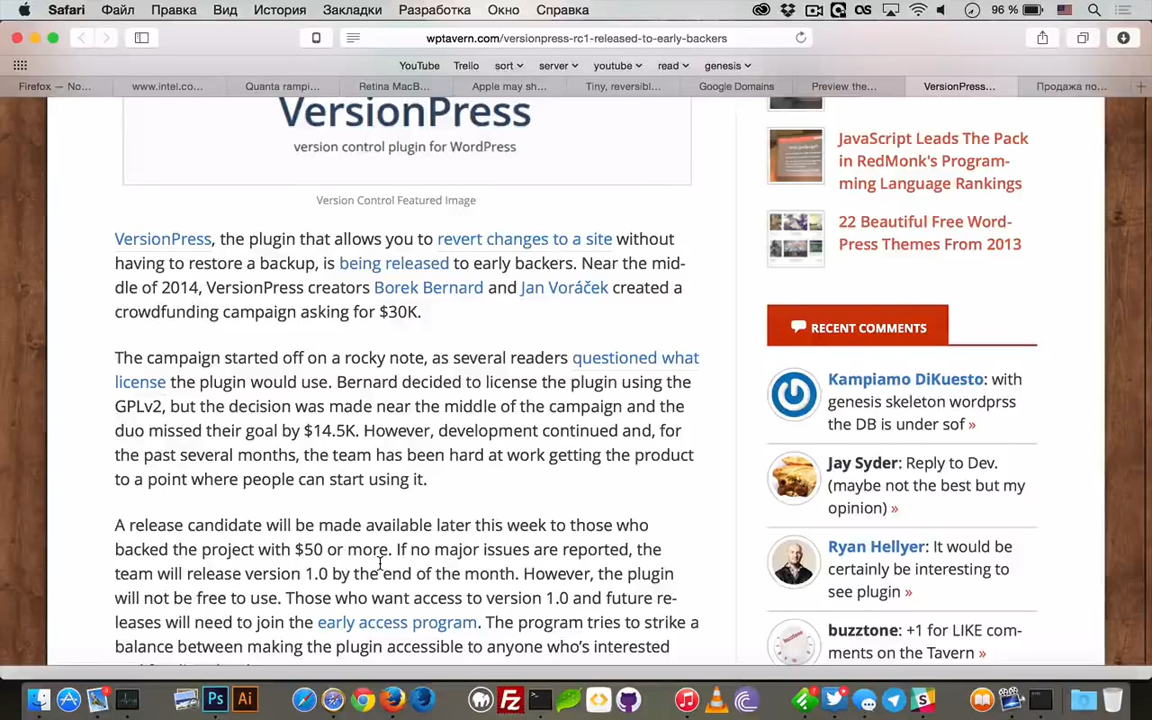 Safari Файл Правка Вид История Закладки Разработка Окно Справка 96 %
wptavern.com/versionpress-rc1-released-to-early-backers
YouTube Trello sort server youtube read genesis
Firefox — No... www.intel.co... Quanta rampi... Retina MacB... Apple may sh... Tiny, reversibl... Google Domains Preview the... VersionPress... Продажа по...
VersionPress
version control plugin for WordPress
Version Control Featured Image
VersionPress, the plugin that allows you to revert changes to a site without
having to restore a backup, is being released to early backers. Near the mid-
dle of 2014, VersionPress creators Borek Bernard and Jan Voráček created a
crowdfunding campaign asking for $30K.
The campaign started off on a rocky note, as several readers questioned what
license the plugin would use. Bernard decided to license the plugin using the
GPLv2, but the decision was made near the middle of the campaign and the
duo missed their goal by $14.5K. However, development continued and, for
the past several months, the team has been hard at work getting the product
to a point where people can start using it.
A release candidate will be made available later this week to those who
backed the project with $50 or more. If no major issues are reported, the
team will release version 1.0 by the end of the month. However, the plugin
will not be free to use. Those who want access to version 1.0 and future re-
leases will need to join the early access program. The program tries to strike a
balance between making the plugin accessible to anyone who's interested
JavaScript Leads The Pack
in RedMonk's Program-
ming Language Rankings
22 Beautiful Free Word-
Press Themes From 2013
RECENT COMMENTS
Kampiamo DiKuesto: with
genesis skeleton wordprss
the DB is under sof »
Jay Syder: Reply to Dev.
(maybe not the best but my
opinion) »
Ryan Hellyer: It would be
certainly be interesting to
see plugin »
buzztone: +1 for LIKE com-
ments on the Tavern »
Ps Ai Fz